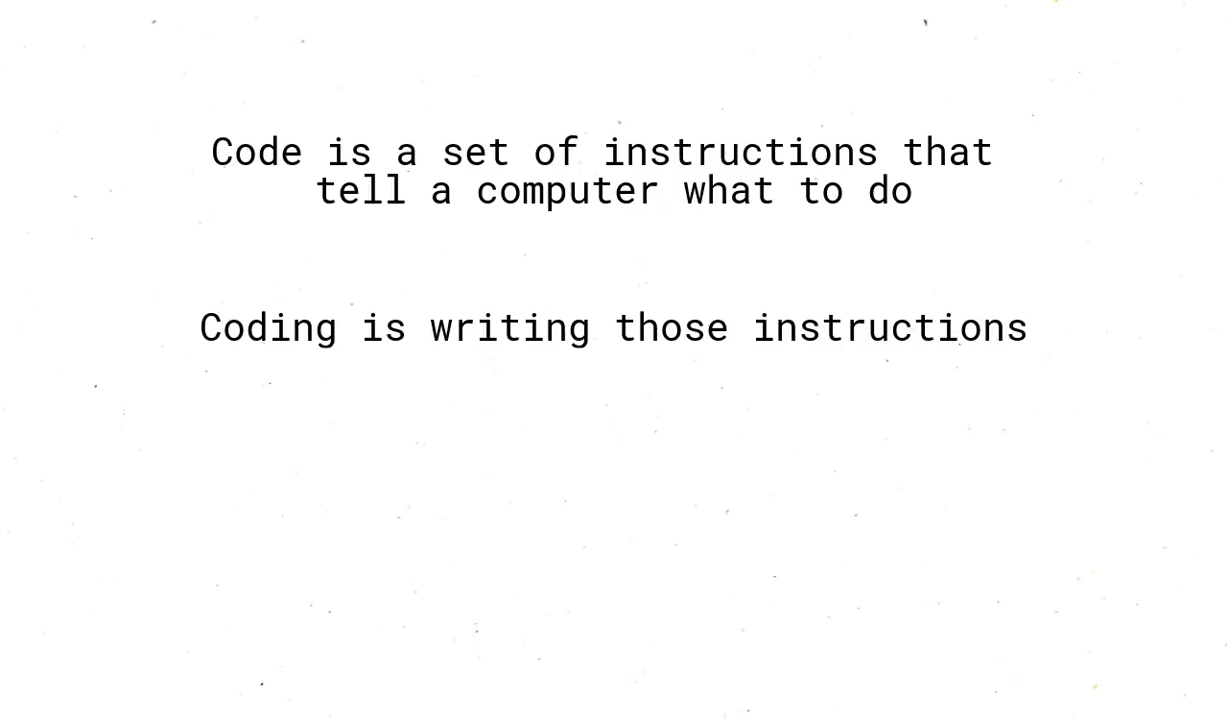 Code is a set of instructions that
tell a computer what to do
Coding is writing those instructions